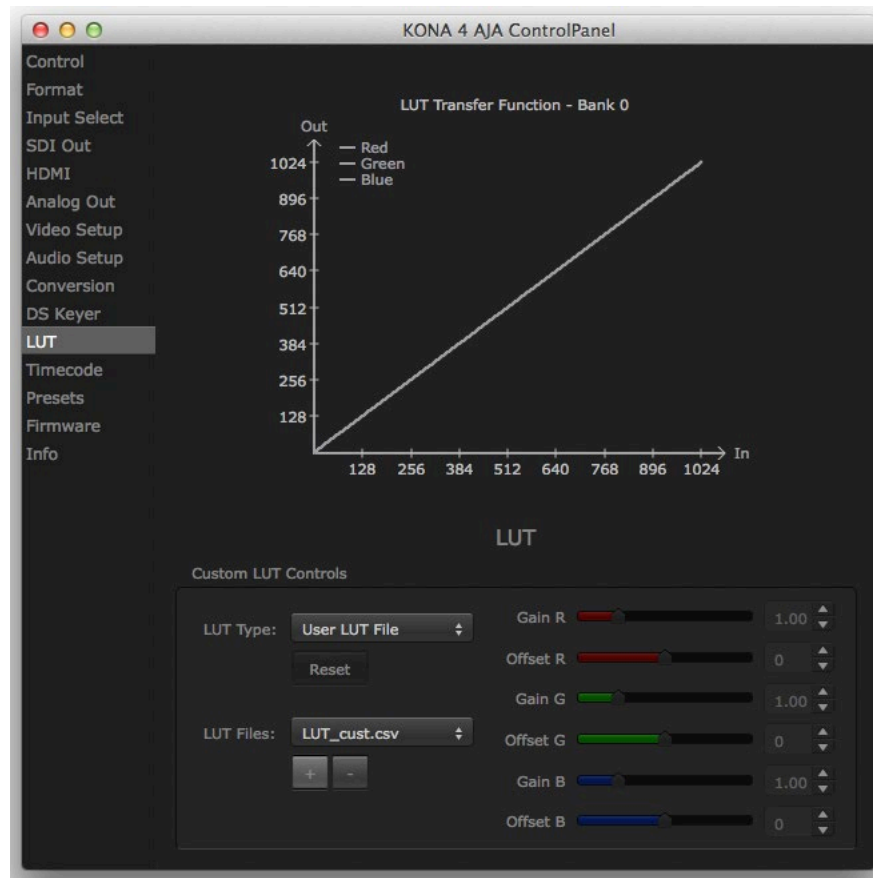 KONA 4 AJA ControlPanel
Control
Format
Input Select
SDI Out
HDMI
Analog Out
Video Setup
Audio Setup
Conversion
DS Keyer
LUT
Timecode
Presets
Firmware
Info
LUT Transfer Function - Bank 0
Out
Red
Green
Blue
1024
896
768
640
512
384
256
128
128 256 384 512 640 768 896 1024
In
LUT
Custom LUT Controls
LUT Type: User LUT File
Reset
LUT Files: LUT_cust.csv
+ -
Gain R 1.00
Offset R 0
Gain G 1.00
Offset G 0
Gain B 1.00
Offset B 0